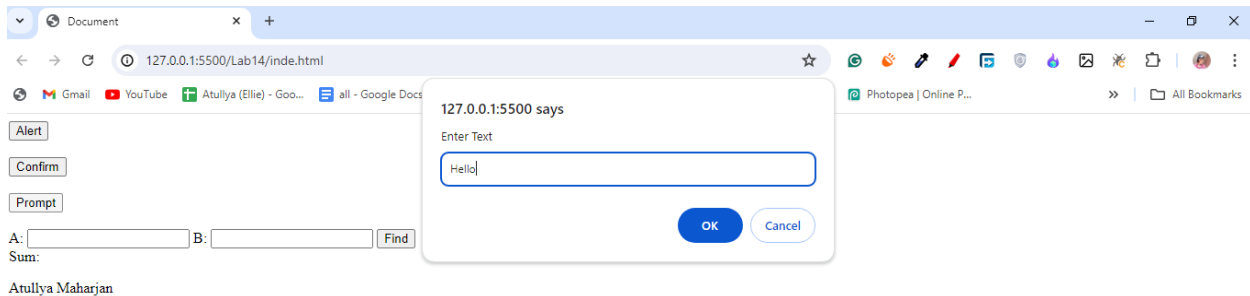 Document
127.0.0.1:5500/Lab14/inde.html
Gmail YouTube Atullya (Ellie) - Goo... all - Google Docs Photopea | Online P... All Bookmarks
127.0.0.1:5500 says
Enter Text
Hello
OK Cancel
Alert
Confirm
Prompt
A: B: Find
Sum:
Atullya Maharjan